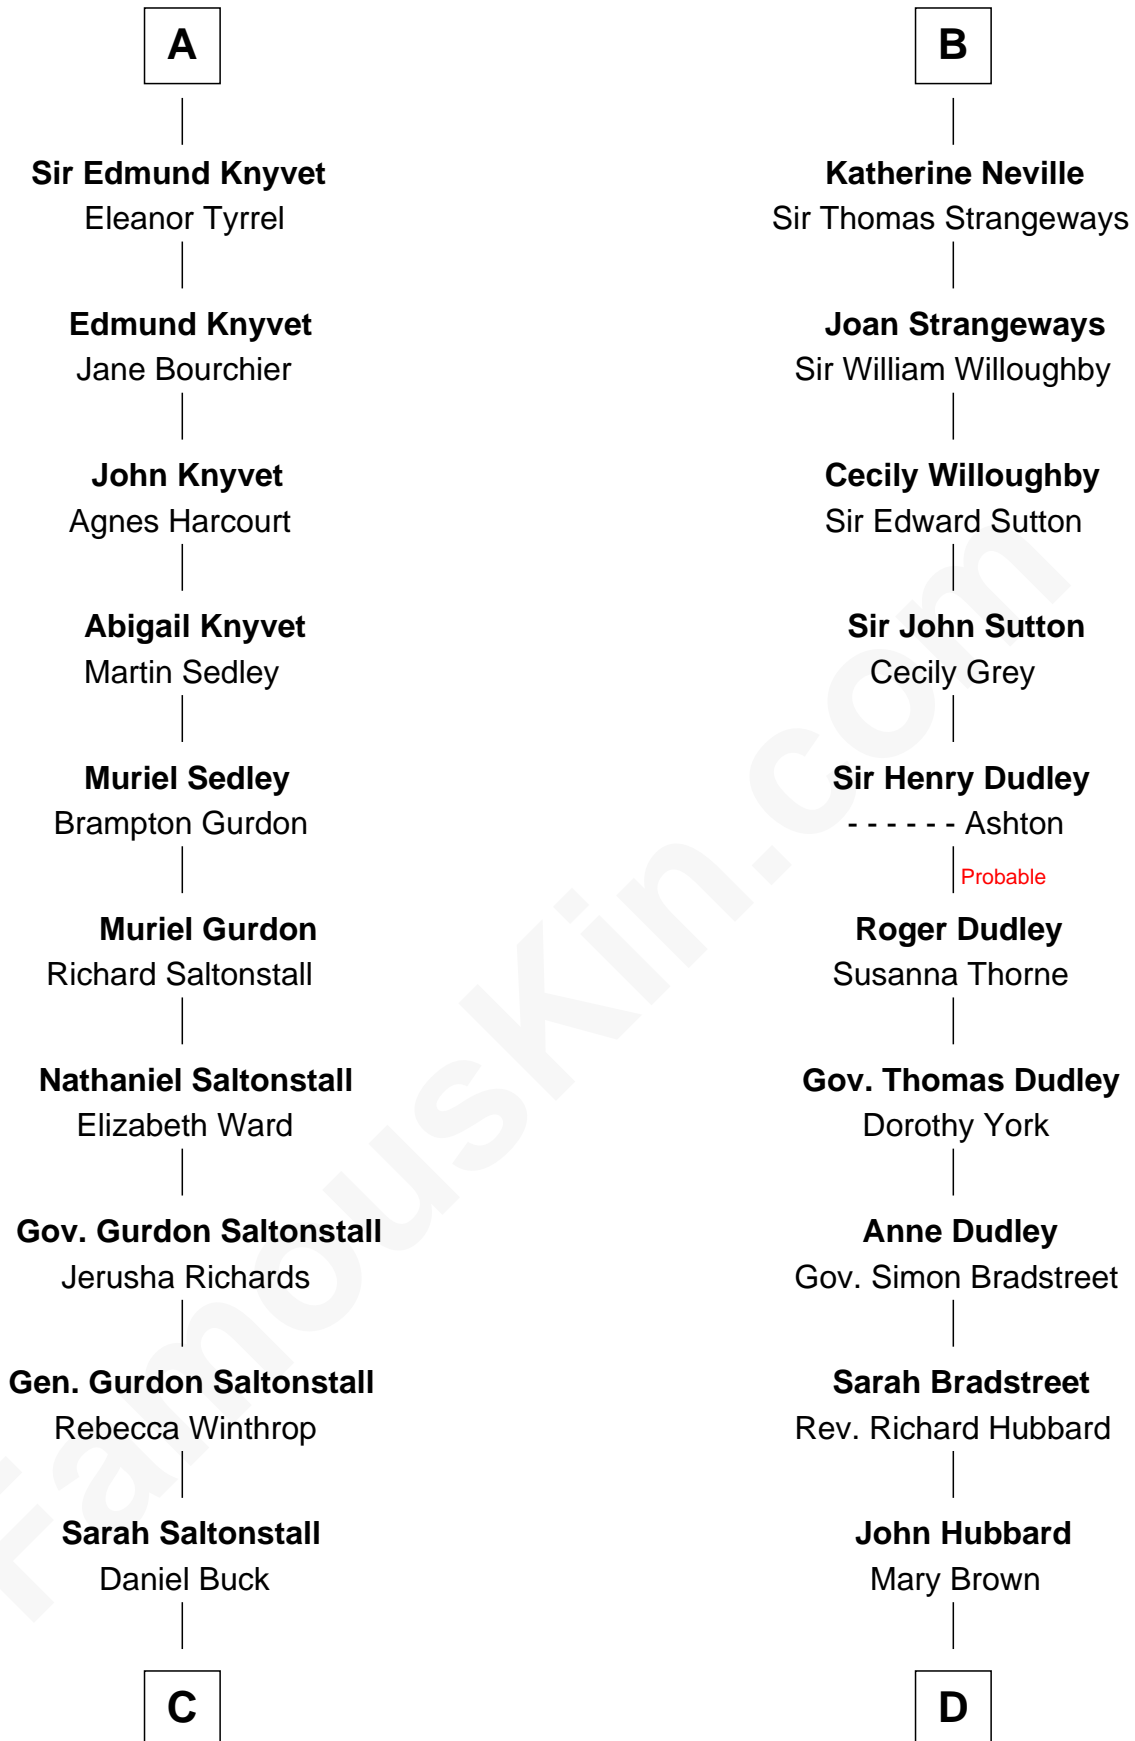 A
Sir Edmund Knyvet
Eleanor Tyrrel
Edmund Knyvet
Jane Bourchier
John Knyvet
Agnes Harcourt
Abigail Knyvet
Martin Sedley
Muriel Sedley
Brampton Gurdon
Muriel Gurdon
Richard Saltonstall
Nathaniel Saltonstall
Elizabeth Ward
Gov. Gurdon Saltonstall
Jerusha Richards
Gen. Gurdon Saltonstall
Rebecca Winthrop
Sarah Saltonstall
Daniel Buck
C
B
Katherine Neville
Sir Thomas Strangeways
Joan Strangeways
Sir William Willoughby
Cecily Willoughby
Sir Edward Sutton
Sir John Sutton
Cecily Grey
Sir Henry Dudley
- - - - - - Ashton
Probable
Roger Dudley
Susanna Thorne
Gov. Thomas Dudley
Dorothy York
Anne Dudley
Gov. Simon Bradstreet
Sarah Bradstreet
Rev. Richard Hubbard
John Hubbard
Mary Brown
D
FamousKin.com